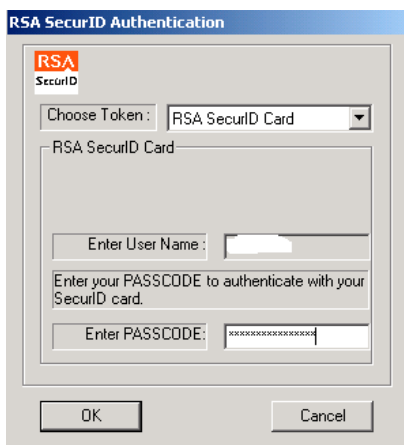 RSA SecurID Authentication
RSA
SecurID
Choose Token :
RSA SecurID Card
RSA SecurID Card
Enter User Name :
Enter your PASSCODE to authenticate with your
SecurID card.
Enter PASSCODE:
xxxxxxxxxxxxxxxx
OK
Cancel